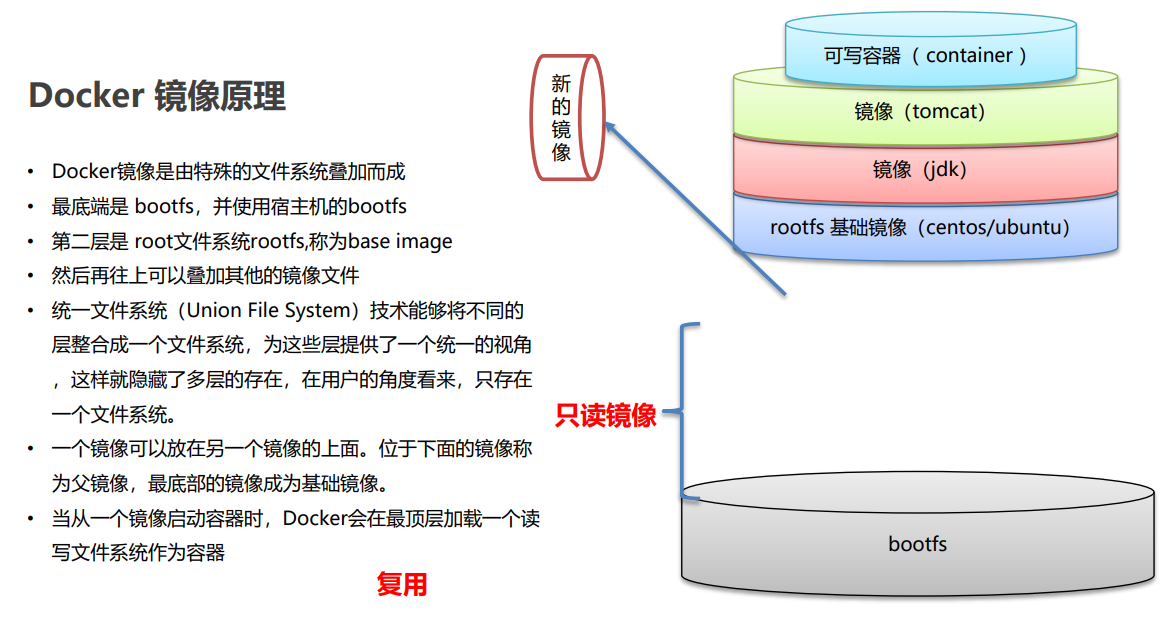 Docker 镜像原理
• Docker镜像是由特殊的文件系统叠加而成
• 最底端是 bootfs，并使用宿主机的bootfs
• 第二层是 root文件系统rootfs,称为base image
• 然后再往上可以叠加其他的镜像文件
• 统一文件系统（Union File System）技术能够将不同的
层整合成一个文件系统，为这些层提供了一个统一的视角
，这样就隐藏了多层的存在，在用户的角度看来，只存在
一个文件系统。
• 一个镜像可以放在另一个镜像的上面。位于下面的镜像称
为父镜像，最底部的镜像成为基础镜像。
• 当从一个镜像启动容器时，Docker会在最顶层加载一个读
写文件系统作为容器
复用
新
的
镜
像
可写容器（ container ）
镜像（tomcat）
镜像（jdk）
rootfs 基础镜像（centos/ubuntu）
只读镜像
bootfs